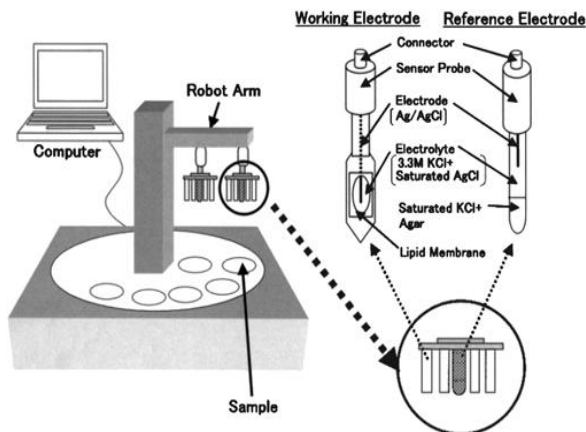 Working Electrode
Reference Electrode
Connector
Sensor Probe
Robot Arm
Electrode
(Ag/AgCl)
Computer
Electrolyte
3.3M KCl+
Saturated AgCl
Saturated KCl+
Agar
Lipid Membrane
Sample